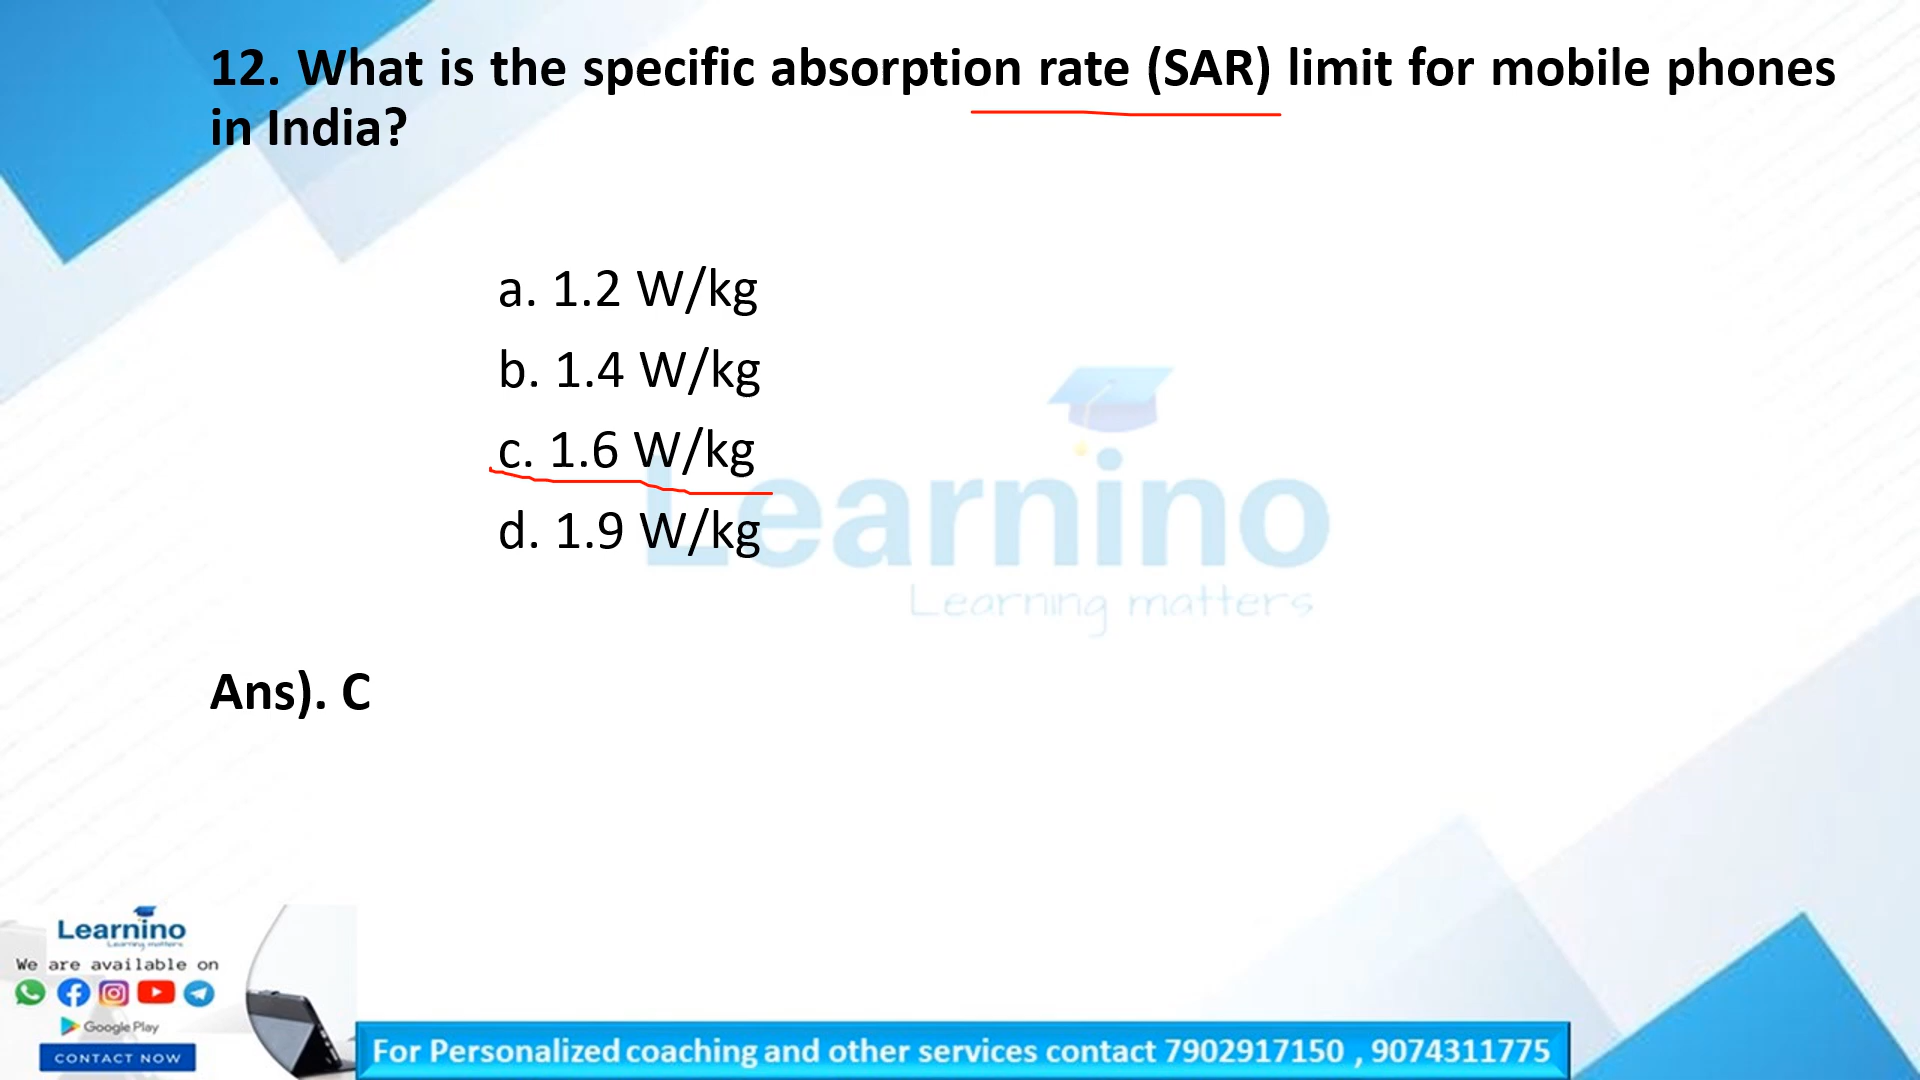 12. What is the specific absorption rate (SAR) limit for mobile phones
in India?
a. 1.2 W/kg
b. 1.4 W/kg
c. 1.6 W/kg
d. 1.9 W/kg
Learnino
Learning matters
Ans). C
Learnino
Learning matters
We are available on
Google Play
CONTACT NOW
For Personalized coaching and other services contact 7902917150 , 9074311775